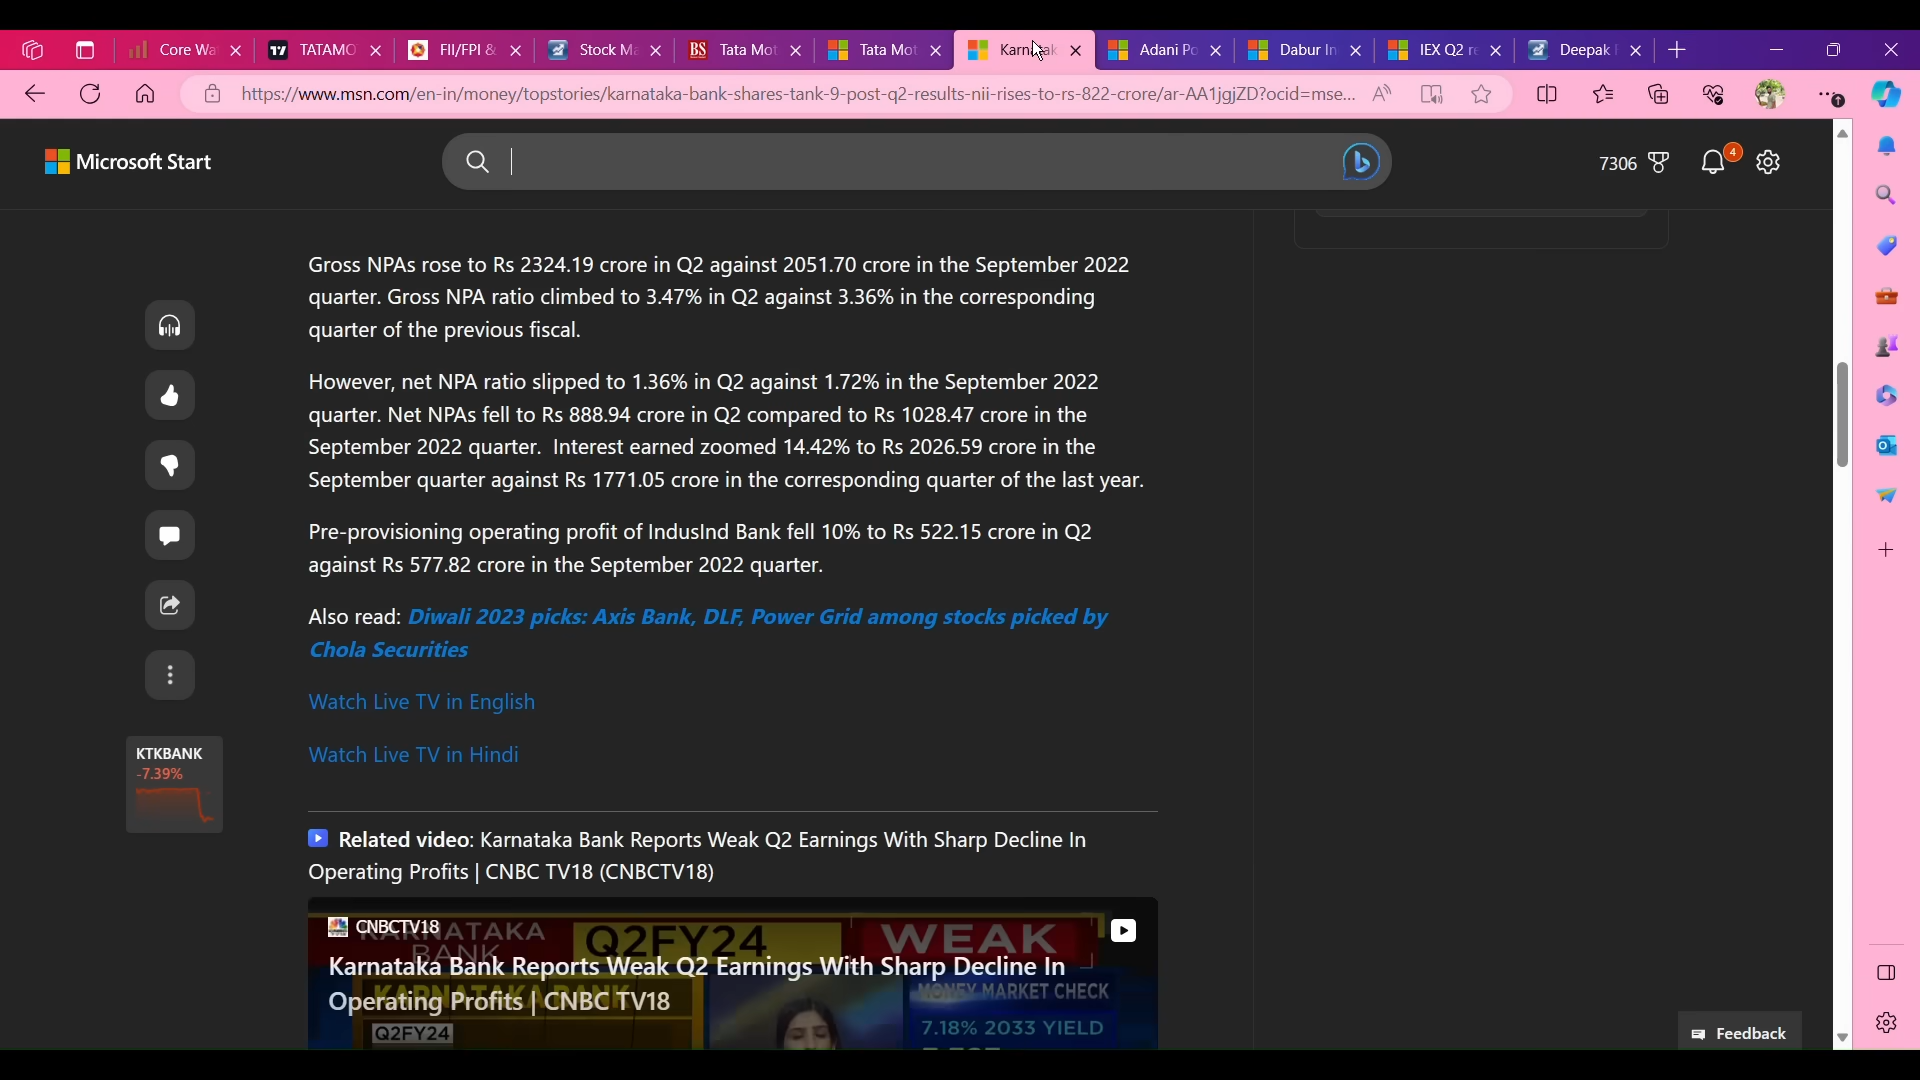 Core Wa
TATAMO
FII/FPI &
Stock Ma
BS
Tata Mot
Tata Mot
Adani Po
Dabur In
IEX Q2 re
Deepak
https://www.msn.com/en-in/money/topstories/karnataka-bank-shares-tank-9-post-q2-results-nii-rises-to-rs-822-crore/ar-AA1jgjZD?ocid=mse...
Microsoft Start
7306
4
Gross NPAs rose to Rs 2324.19 crore in Q2 against 2051.70 crore in the September 2022
quarter. Gross NPA ratio climbed to 3.47% in Q2 against 3.36% in the corresponding
quarter of the previous fiscal.
However, net NPA ratio slipped to 1.36% in Q2 against 1.72% in the September 2022
quarter. Net NPAs fell to Rs 888.94 crore in Q2 compared to Rs 1028.47 crore in the
September 2022 quarter. Interest earned zoomed 14.42% to Rs 2026.59 crore in the
September quarter against Rs 1771.05 crore in the corresponding quarter of the last year.
Pre-provisioning operating profit of IndusInd Bank fell 10% to Rs 522.15 crore in Q2
against Rs 577.82 crore in the September 2022 quarter.
Also read: Diwali 2023 picks: Axis Bank, DLF, Power Grid among stocks picked by
Chola Securities
Watch Live TV in English
Watch Live TV in Hindi
KTKBANK
-7.39%
Related video: Karnataka Bank Reports Weak Q2 Earnings With Sharp Decline In
Operating Profits | CNBC TV18 (CNBCTV18)
CNBCTV18
KARNATAKA
BANK
Q2FY24
WEAK
Karnataka Bank Reports Weak Q2 Earnings With Sharp Decline In
Operating Profits | CNBC TV18
KARNATAKA BANK
MONEY MARKET CHECK
Q2FY24
7.18% 2033 YIELD
Feedback